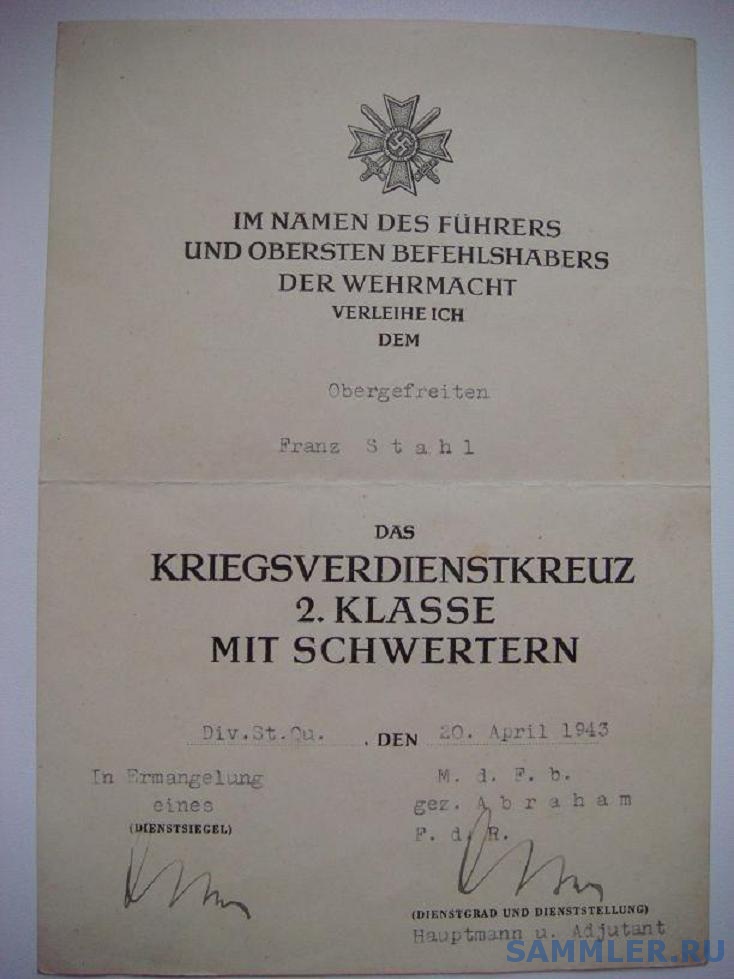 IM NAMEN DES FÜHRERS
UND OBERSTEN BEFEHLSHABERS
DER WEHRMACHT
VERLEIHE ICH
DEM
Obergefreiten
Franz S t a h l
DAS
KRIEGSVERDIENSTKREUZ
2. KLASSE
MIT SCHWERTERN
Div.St.Qu. , DEN 20. April 1943
In Ermangelung
eines
(DIENSTSIEGEL)
M. d. F. b.
gez. A b r a h a m
F. d. R.
(DIENSTGRAD UND DIENSTSTELLUNG)
Hauptmann u. Adjutant
SAMMLER.RU